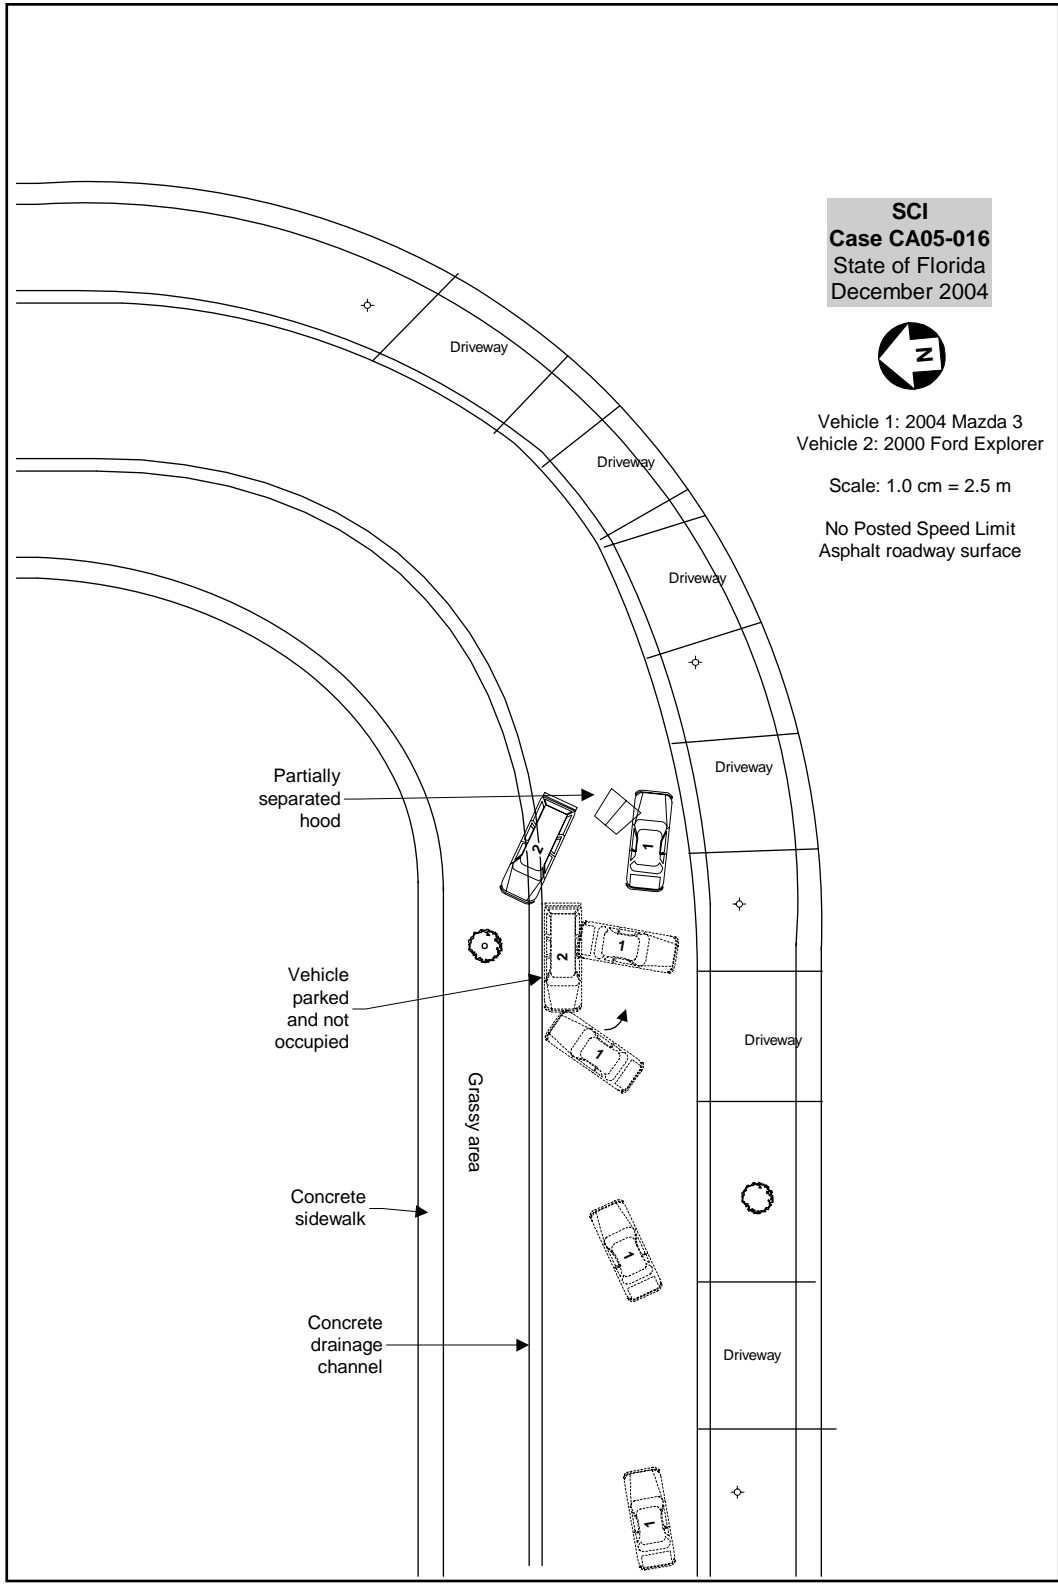 SCI
Case CA05-016
State of Florida
December 2004
N
Vehicle 1: 2004 Mazda 3
Vehicle 2: 2000 Ford Explorer
Scale: 1.0 cm = 2.5 m
No Posted Speed Limit
Asphalt roadway surface
Driveway
Driveway
Driveway
Driveway
Partially
separated
hood
2
1
Vehicle
parked
and not
occupied
2
1
1
Driveway
Grassy area
Concrete
sidewalk
1
Concrete
drainage
channel
Driveway
1